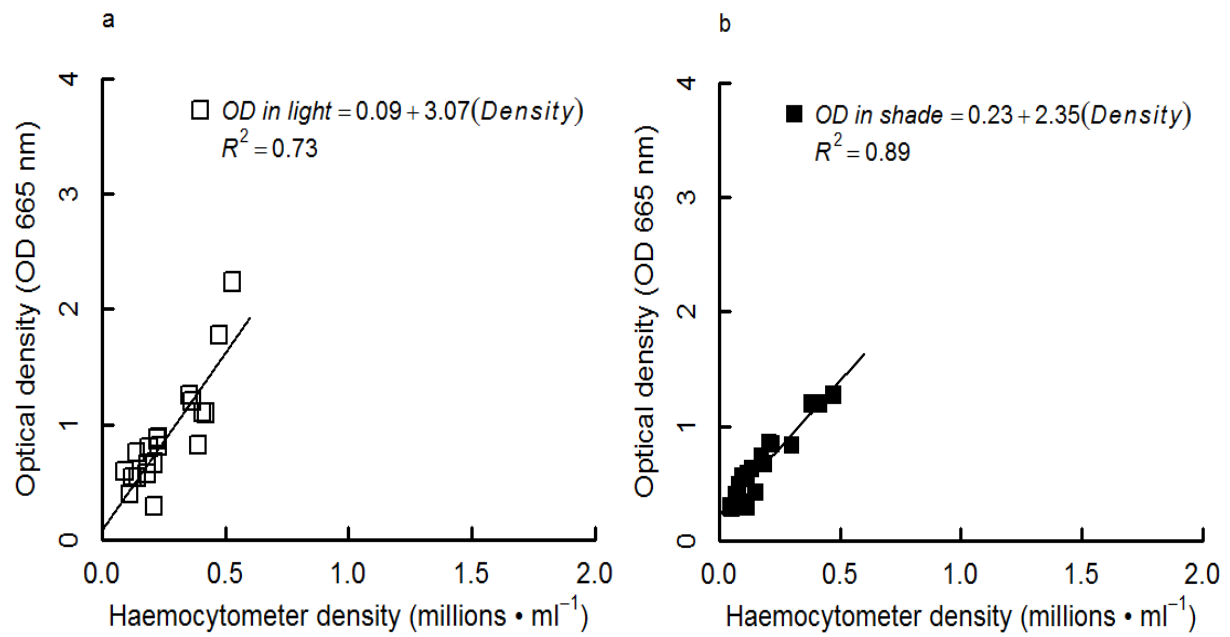 a
OD in light = 0.09 + 3.07(Density)
R² = 0.73
Optical density (OD 665 nm)
4
3
2
1
0
0.0 0.5 1.0 1.5 2.0
Haemocytometer density (millions • ml⁻¹)
b
OD in shade = 0.23 + 2.35(Density)
R² = 0.89
Optical density (OD 665 nm)
4
3
2
1
0
0.0 0.5 1.0 1.5 2.0
Haemocytometer density (millions • ml⁻¹)